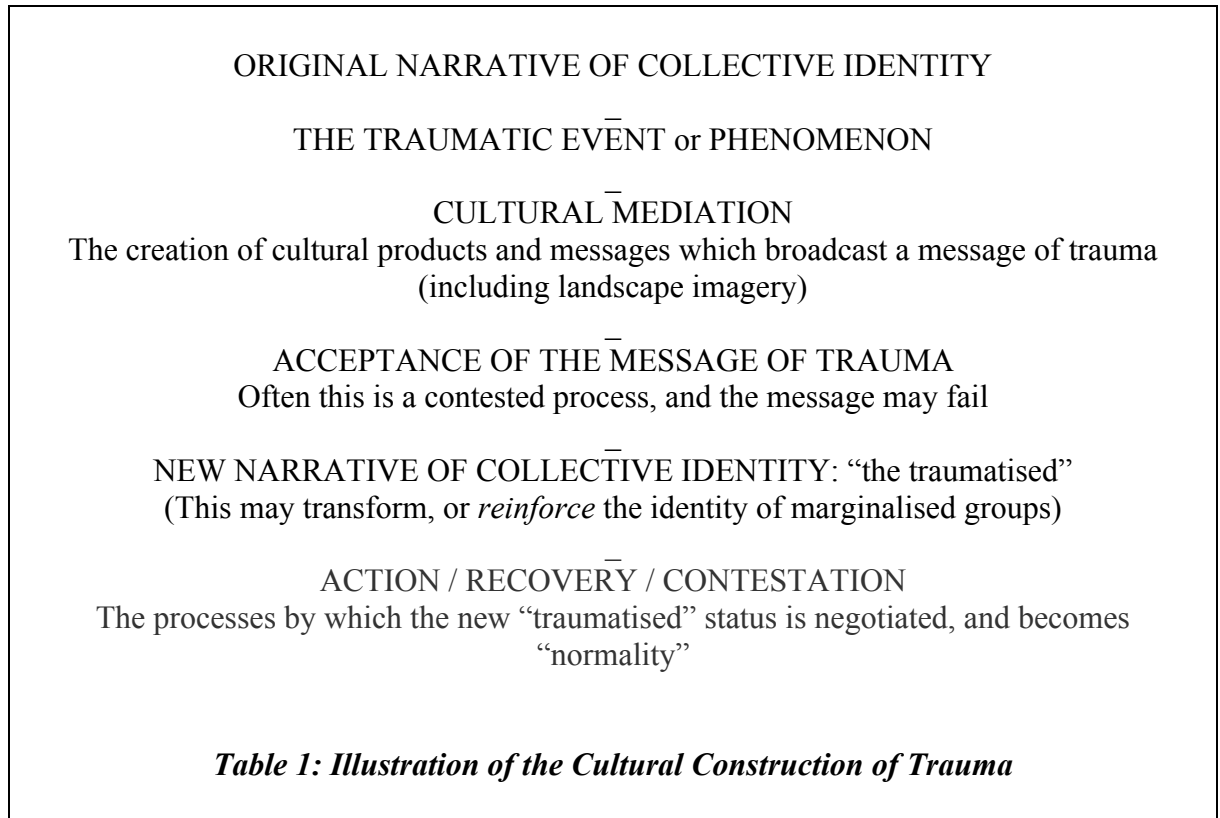 ORIGINAL NARRATIVE OF COLLECTIVE IDENTITY
_
THE TRAUMATIC EVENT or PHENOMENON
_
CULTURAL MEDIATION
The creation of cultural products and messages which broadcast a message of trauma
(including landscape imagery)
_
ACCEPTANCE OF THE MESSAGE OF TRAUMA
Often this is a contested process, and the message may fail
_
NEW NARRATIVE OF COLLECTIVE IDENTITY: “the traumatised”
(This may transform, or reinforce the identity of marginalised groups)
_
ACTION / RECOVERY / CONTESTATION
The processes by which the new “traumatised” status is negotiated, and becomes
“normality”
Table 1: Illustration of the Cultural Construction of Trauma